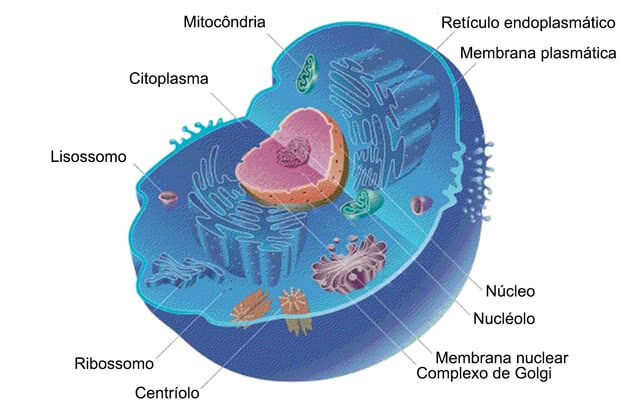 Mitocôndria
Retículo endoplasmático
Membrana plasmática
Citoplasma
Lisossomo
Núcleo
Nucléolo
Membrana nuclear
Complexo de Golgi
Ribossomo
Centríolo